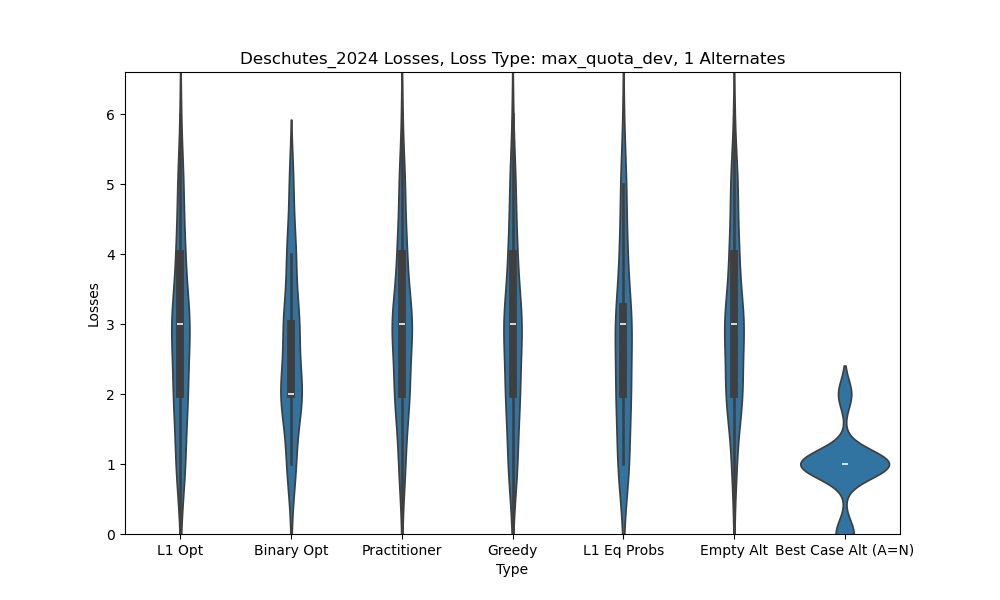 Deschutes_2024 Losses, Loss Type: max_quota_dev, 1 Alternates
6
5
4
3
2
1
0
Losses
L1 Opt
Binary Opt
Practitioner
Greedy
L1 Eq Probs
Empty Alt
Best Case Alt (A=N)
Type